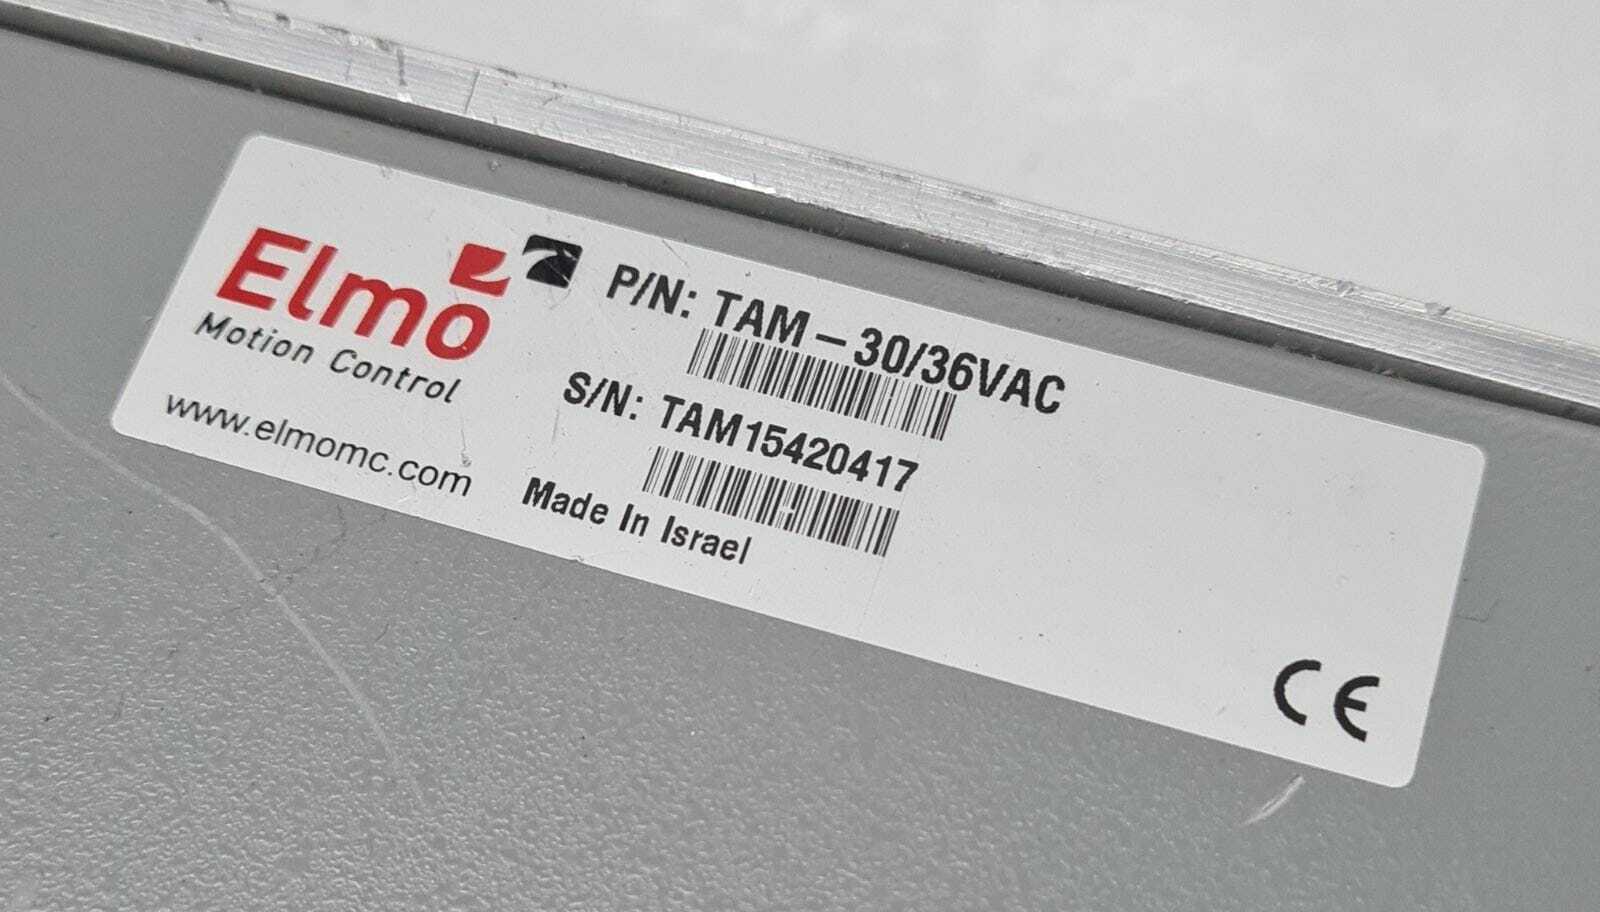 Elmo
Motion Control
www.elmomc.com
P/N: TAM-30/36VAC
S/N: TAM15420417
Made In Israel
CE